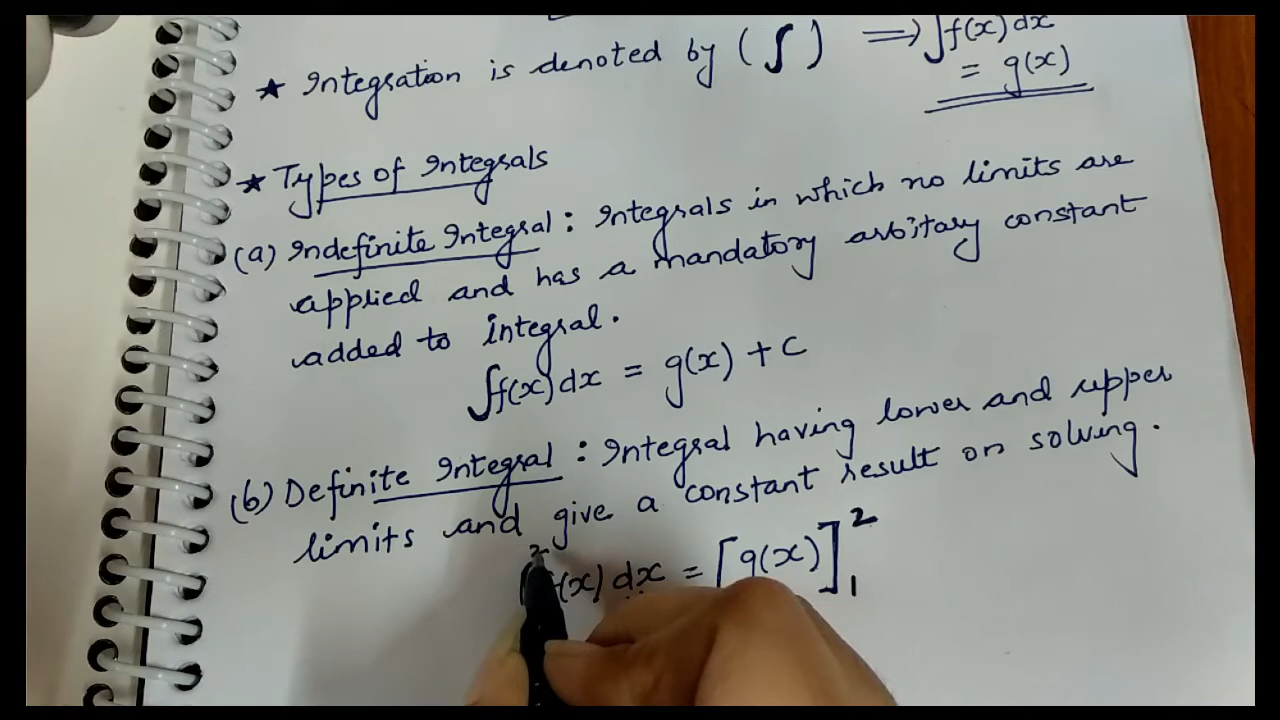 ★ Integration is denoted by (∫) ⟹ ∫f(x)dx
= g(x)
★ Types of Integrals
(a) Indefinite Integral : Integrals in which no limits are
applied and has a mandatory arbitary constant
added to integral.
∫f(x)dx = g(x) + c
(b) Definite Integral : Integral having lower and upper
limits and give a constant result on solving.
2 f(x) dx = [g(x)]²₁